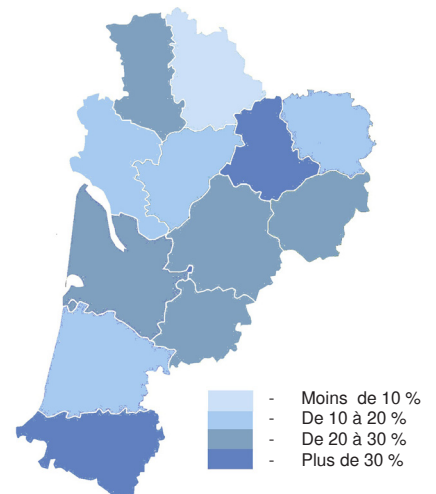 - Moins de 10 %
- De 10 à 20 %
- De 20 à 30 %
- Plus de 30 %